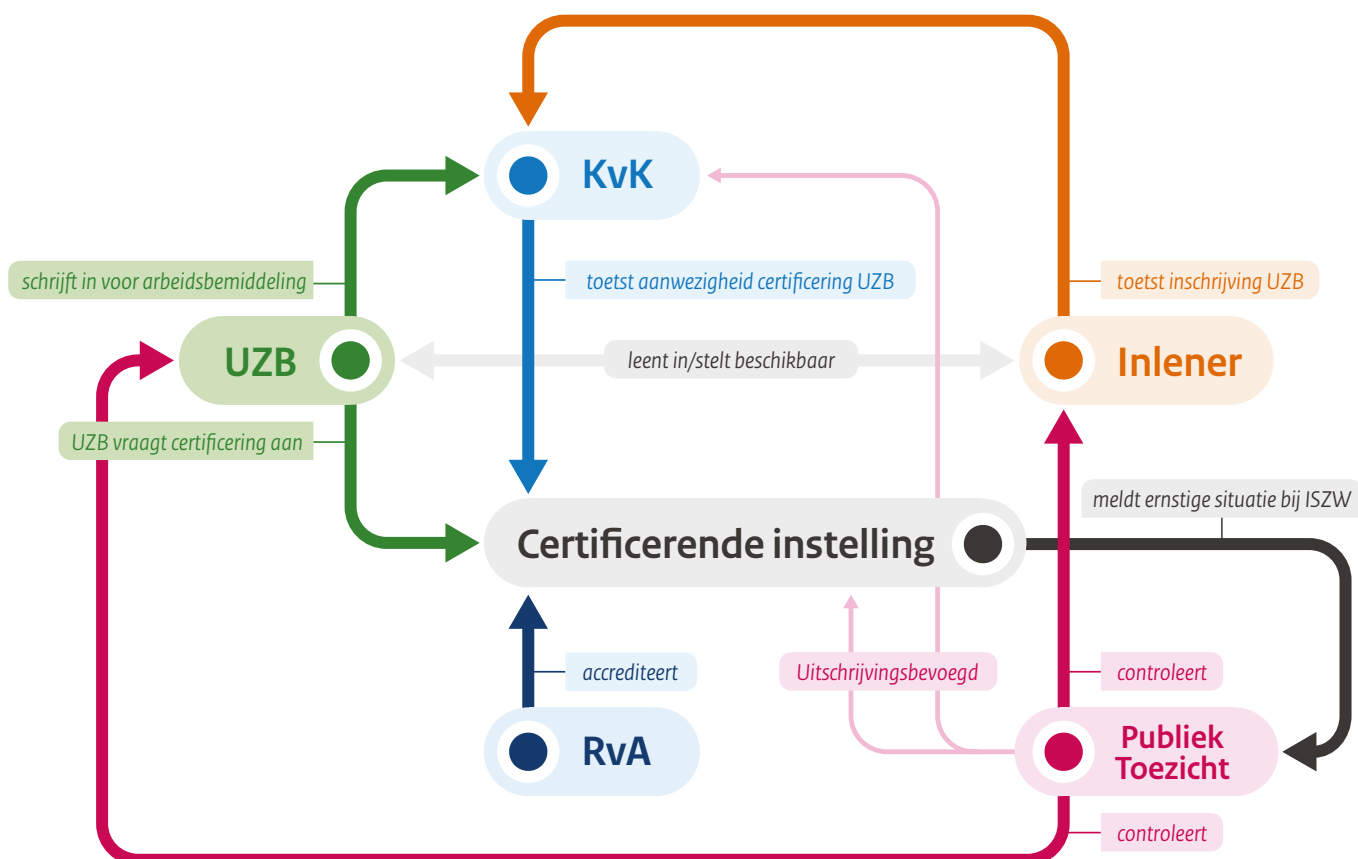 KvK
schrijft in voor arbeidsbemiddeling
toetst aanwezigheid certificering UZB
toetst inschrijving UZB
UZB
leent in/stelt beschikbaar
Inlener
UZB vraagt certificering aan
meldt ernstige situatie bij ISZW
Certificerende instelling
accrediteert
Uitschrijvingsbevoegd
controleert
RvA
Publiek
Toezicht
controleert